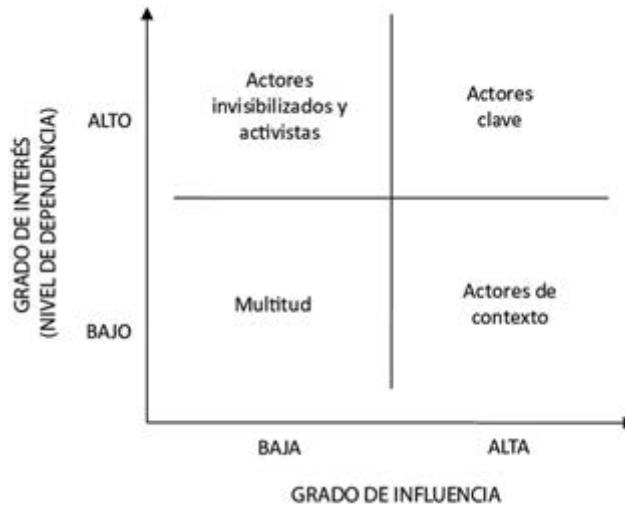 Actores
invisibilizados y
activistas
Actores
clave
ALTO
GRADO DE INTERÉS
(NIVEL DE DEPENDENCIA)
Multitud
Actores de
contexto
BAJO
BAJA
ALTA
GRADO DE INFLUENCIA